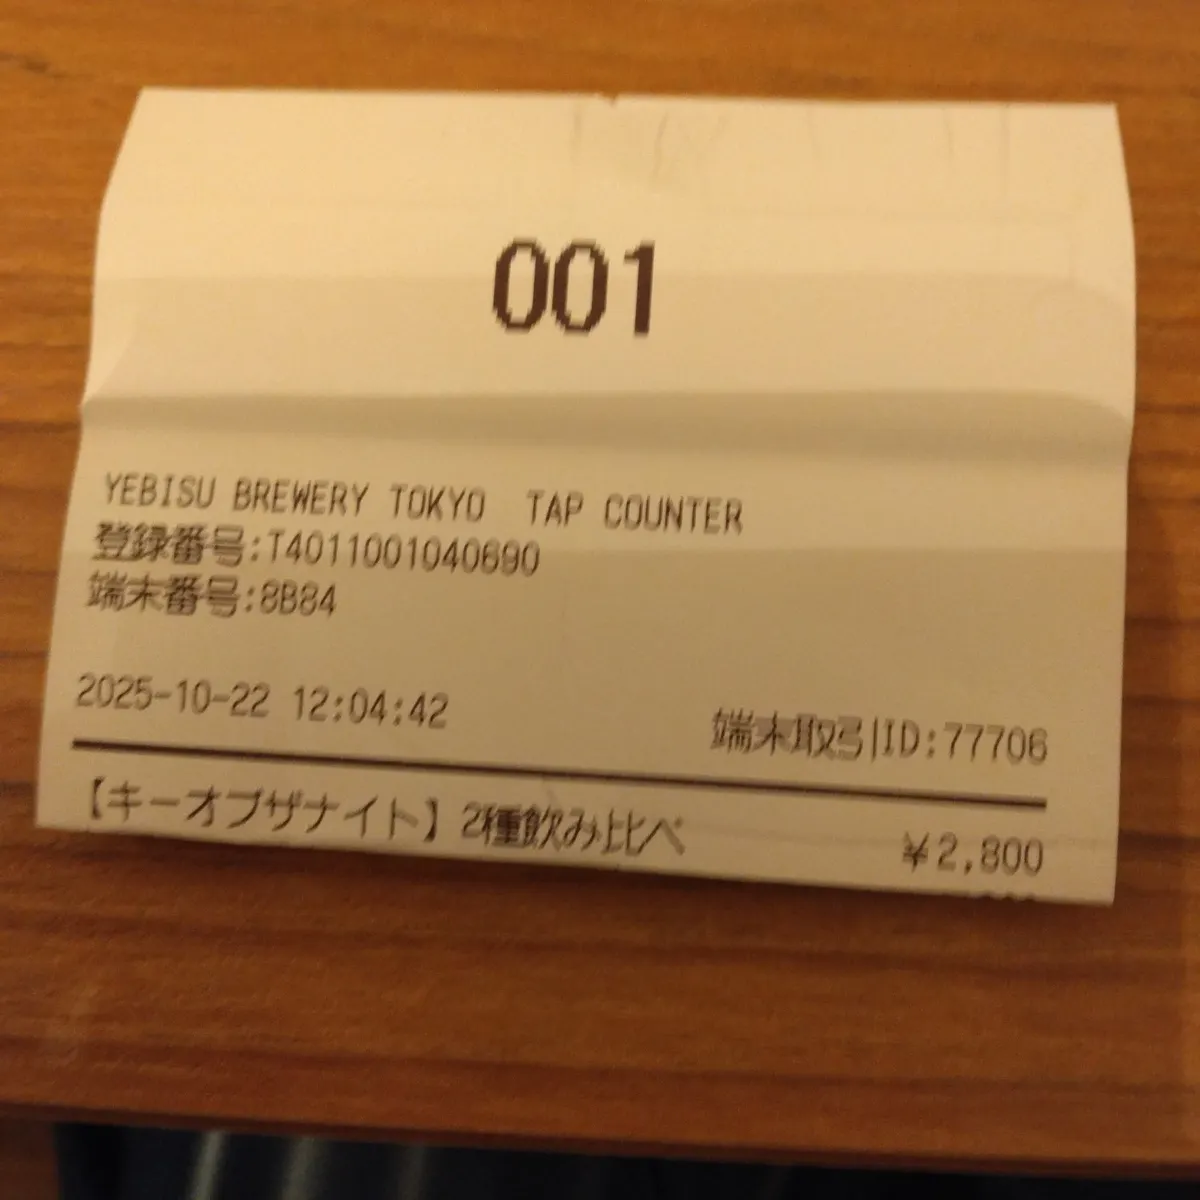 001
YEBISU BREWERY TOKYO TAP COUNTER
登録番号:T4011001040690
端末番号:8B84
2025-10-22 12:04:42
端末取引ID:77706
【キーオブザナイト】2種飲み比べ
¥2,800